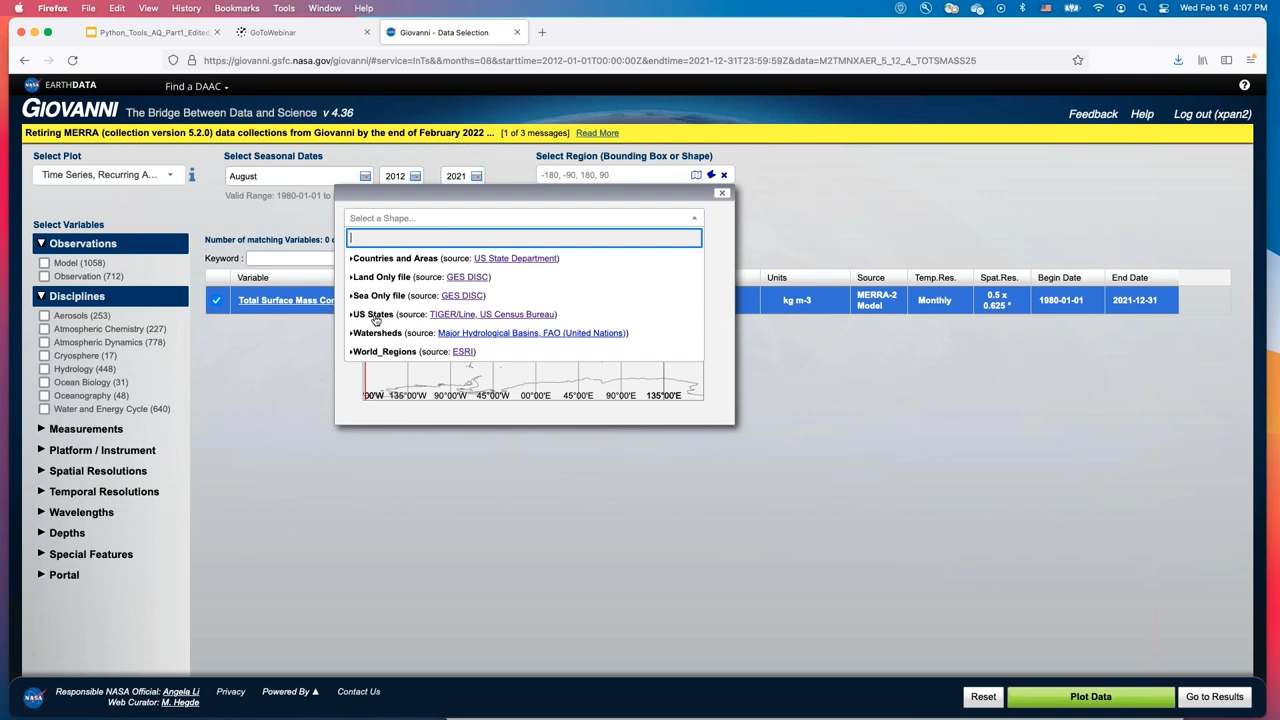 Firefox File Edit View History Bookmarks Tools Window Help Wed Feb 16 4:07 PM
Python_Tools_AQ_Part1_Edited GoToWebinar Giovanni - Data Selection
https://giovanni.gsfc.nasa.gov/giovanni/#service=InTs&&months=08&starttime=2012-01-01T00:00:00Z&endtime=2021-12-31T23:59:59Z&data=M2TMNXAER_5_12_4_TOTSMASS25
EARTHDATA Find a DAAC
GIOVANNI The Bridge Between Data and Science v 4.36 Feedback Help Log out (xpan2)
Retiring MERRA (collection version 5.2.0) data collections from Giovanni by the end of February 2022 ... [1 of 3 messages] Read More
Select Plot Select Seasonal Dates Select Region (Bounding Box or Shape)
Time Series, Recurring A... August 2012 2021 -180, -90, 180, 90
Valid Range: 1980-01-01 to
Select a Shape...
Select Variables
Observations Number of matching Variables: 0
Model (1058) Keyword :
Countries and Areas (source: US State Department)
Observation (712) Variable Units Source Temp.Res. Spat.Res. Begin Date End Date
Land Only file (source: GES DISC)
Disciplines Total Surface Mass Con kg m-3 MERRA-2 Model Monthly 0.5 x 0.625 ° 1980-01-01 2021-12-31
Sea Only file (source: GES DISC)
Aerosols (253)
US States (source: TIGER/Line, US Census Bureau)
Atmospheric Chemistry (227)
Watersheds (source: Major Hydrological Basins, FAO (United Nations))
Atmospheric Dynamics (778)
World_Regions (source: ESRI)
Cryosphere (17)
Hydrology (448)
Ocean Biology (31)
Oceanography (48) 00'W 135°00'W 90°00'E 45°00'W 00°00'E 45°00'E 90°00'E 135°00'E
Water and Energy Cycle (640)
Measurements
Platform / Instrument
Spatial Resolutions
Temporal Resolutions
Wavelengths
Depths
Special Features
Portal
Responsible NASA Official: Angela Li Privacy Powered By Contact Us
Web Curator: M. Hegde
Reset Plot Data Go to Results